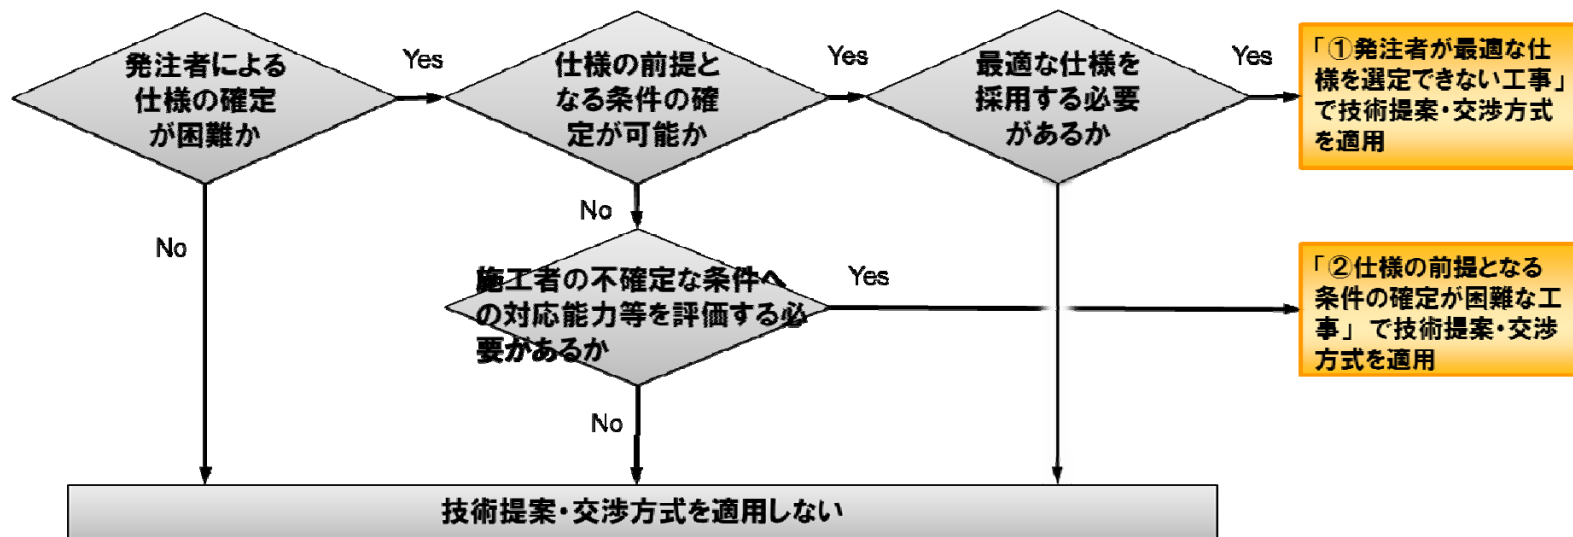 発注者による
仕様の確定
が困難か
Yes
仕様の前提と
なる条件の確
定が可能か
Yes
最適な仕様を
採用する必要
があるか
Yes
「①発注者が最適な仕
様を選定できない工事」
で技術提案・交渉方式
を適用
No
No
施工者の不確定な条件へ
の対応能力等を評価する必
要があるか
Yes
「②仕様の前提となる
条件の確定が困難な工
事」で技術提案・交渉
方式を適用
No
技術提案・交渉方式を適用しない